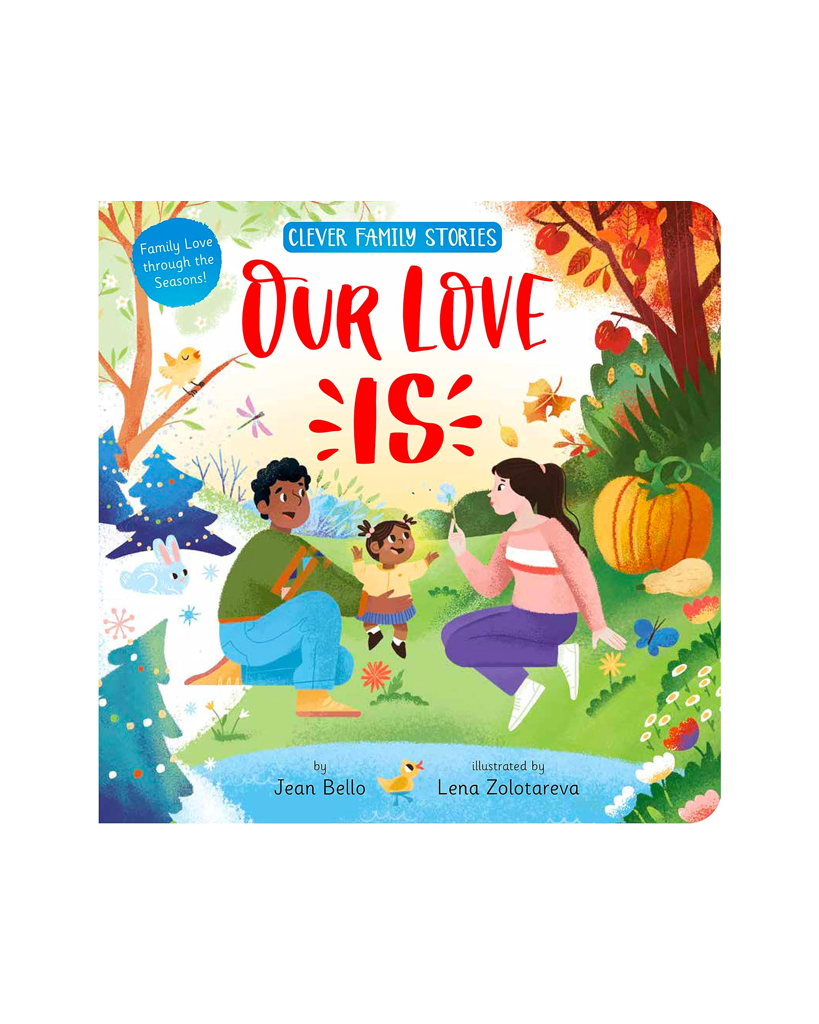 CLEVER FAMILY STORIES
Family Love
through the
Seasons!
OUR LOVE
IS
by
Jean Bello
illustrated by
Lena Zolotareva